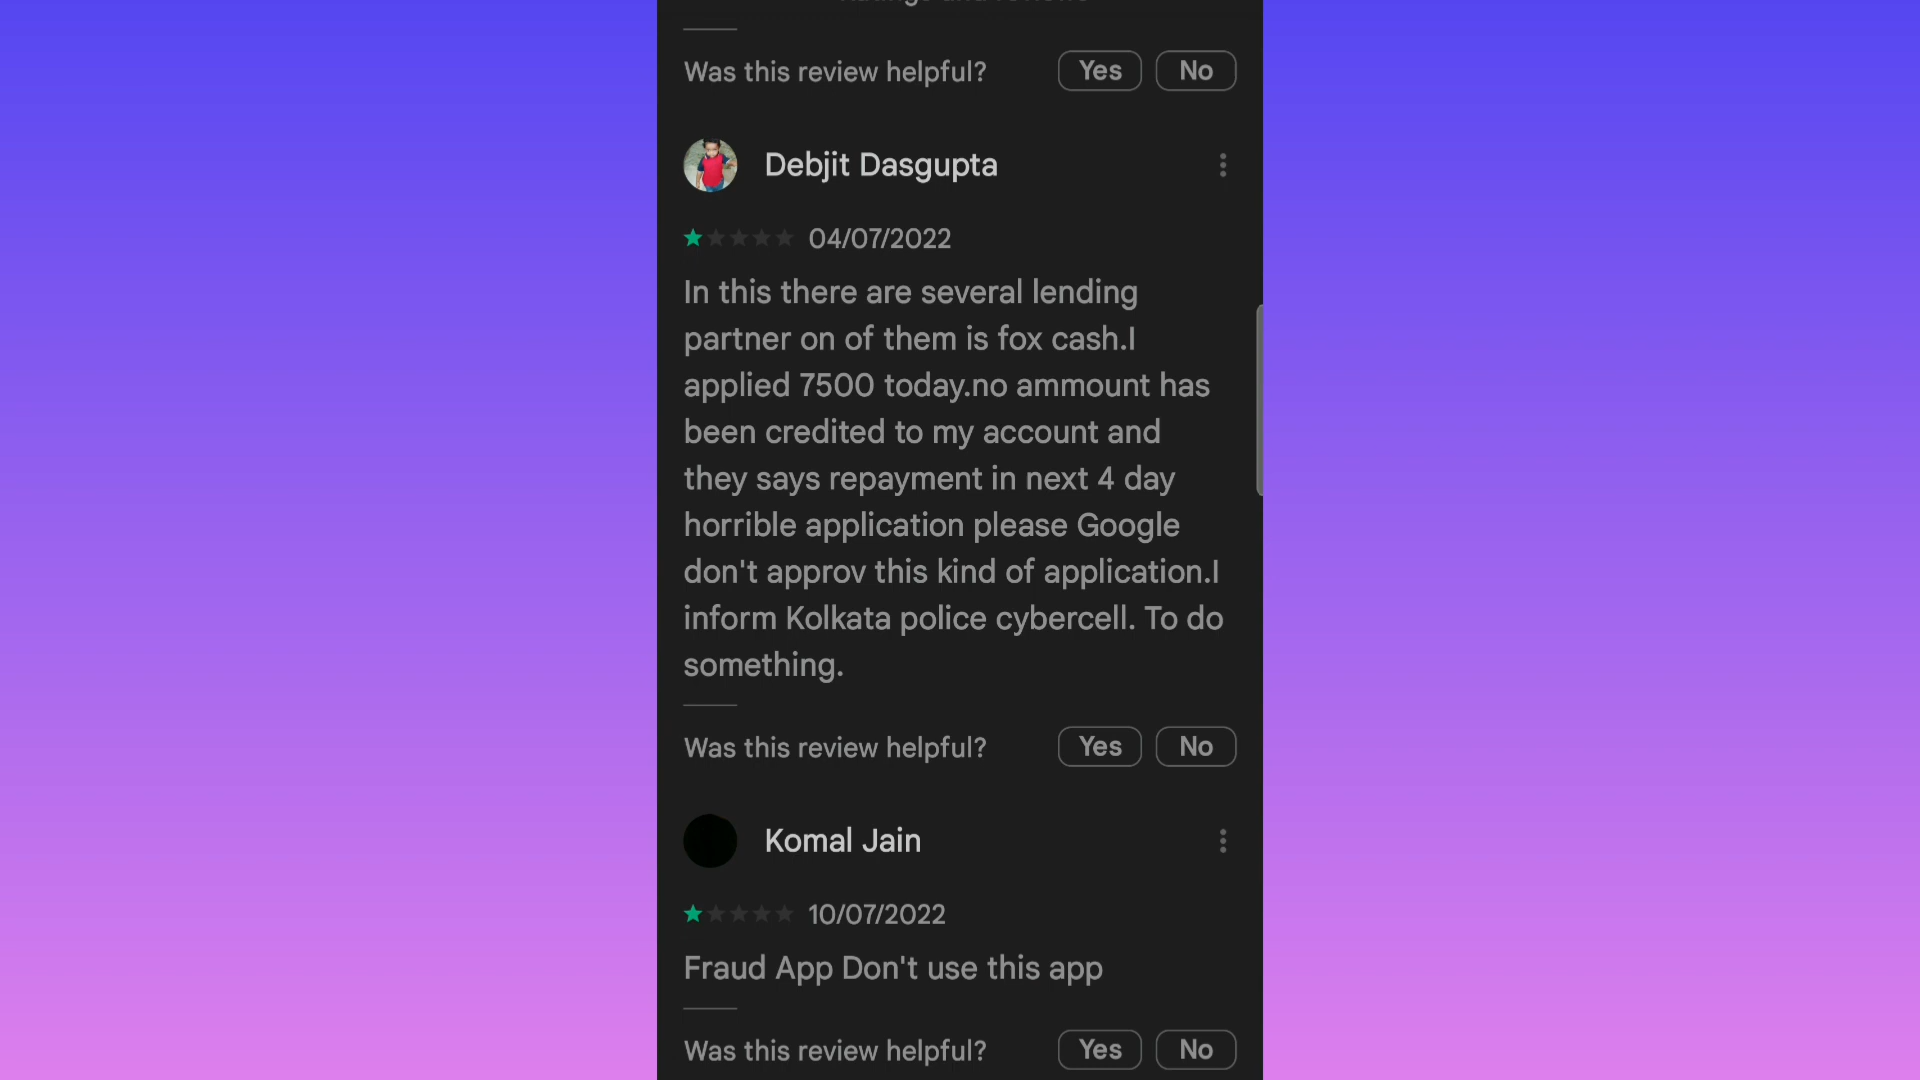 Was this review helpful? Yes No
Debjit Dasgupta
04/07/2022
In this there are several lending
partner on of them is fox cash.I
applied 7500 today.no ammount has
been credited to my account and
they says repayment in next 4 day
horrible application please Google
don't approv this kind of application.I
inform Kolkata police cybercell. To do
something.
Was this review helpful? Yes No
Komal Jain
10/07/2022
Fraud App Don't use this app
Was this review helpful? Yes No